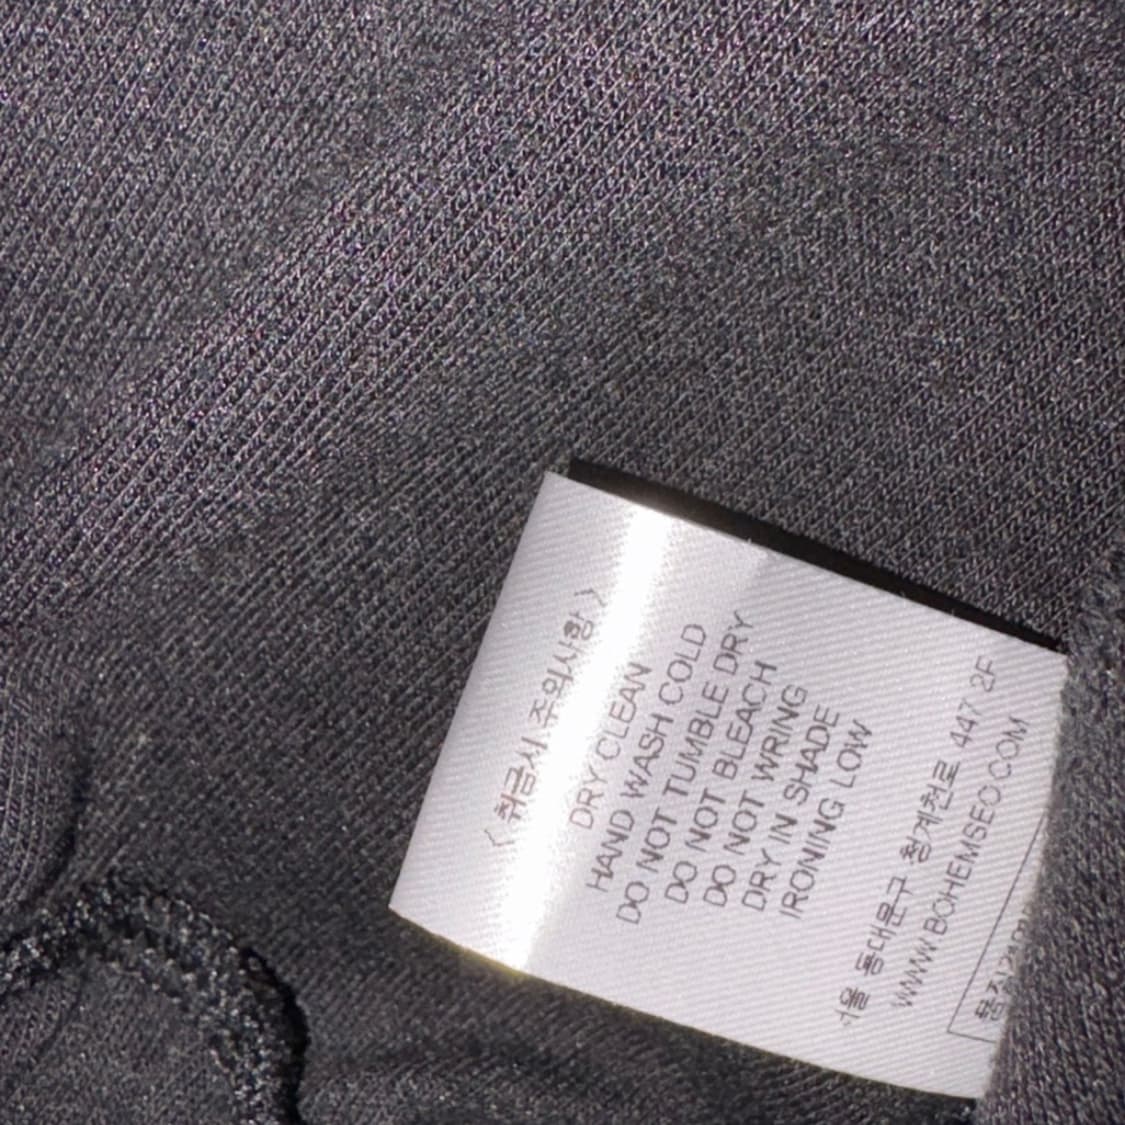 〈 취급시 주의사항 〉
DRY CLEAN
HAND WASH COLD
DO NOT TUMBLE DRY
DO NOT BLEACH
DO NOT WRING
DRY IN SHADE
IRONING LOW
서울 동대문구 청계천로 447 2F
WWW.BOHEMSEO.COM